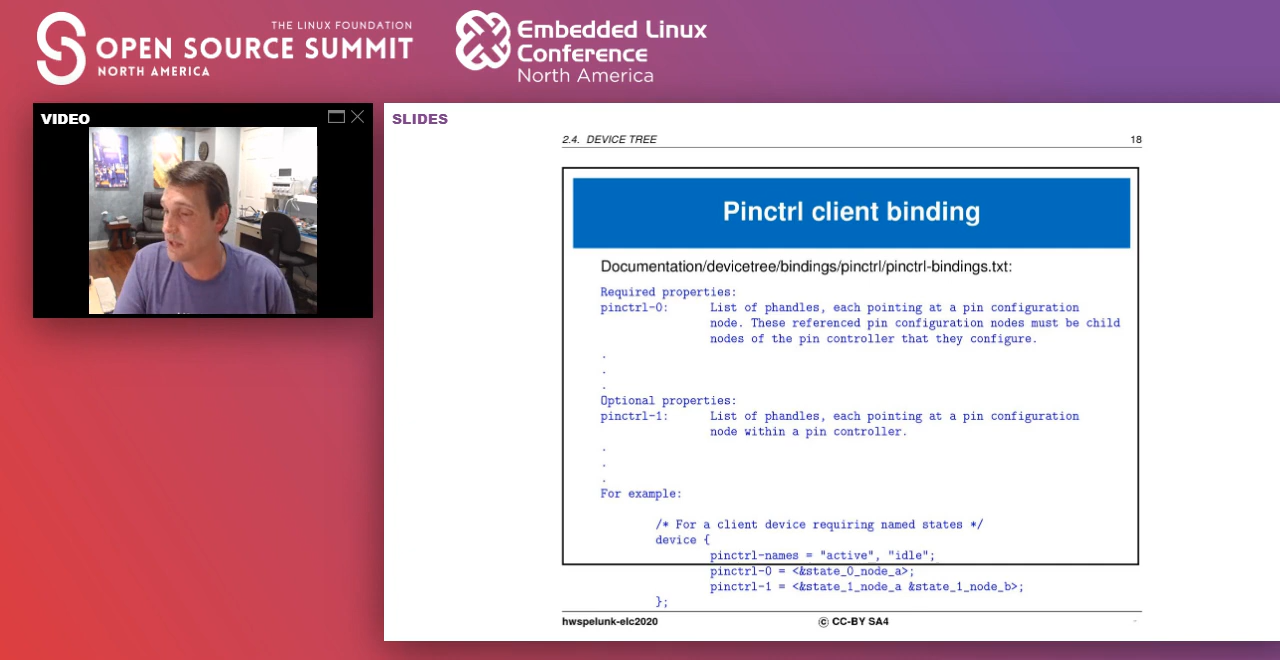 THE LINUX FOUNDATION
OPEN SOURCE SUMMIT
NORTH AMERICA
Embedded Linux
Conference
North America
VIDEO
SLIDES
2.4. DEVICE TREE 18
Pinctrl client binding
Documentation/devicetree/bindings/pinctrl/pinctrl-bindings.txt:
Required properties:
pinctrl-0: List of phandles, each pointing at a pin configuration
node. These referenced pin configuration nodes must be child
nodes of the pin controller that they configure.
.
.
.
Optional properties:
pinctrl-1: List of phandles, each pointing at a pin configuration
node within a pin controller.
.
.
.
For example:
/* For a client device requiring named states */
device {
pinctrl-names = "active", "idle";
pinctrl-0 = <&state_0_node_a>;
pinctrl-1 = <&state_1_node_a &state_1_node_b>;
};
hwspelunk-elc2020 © CC-BY SA4